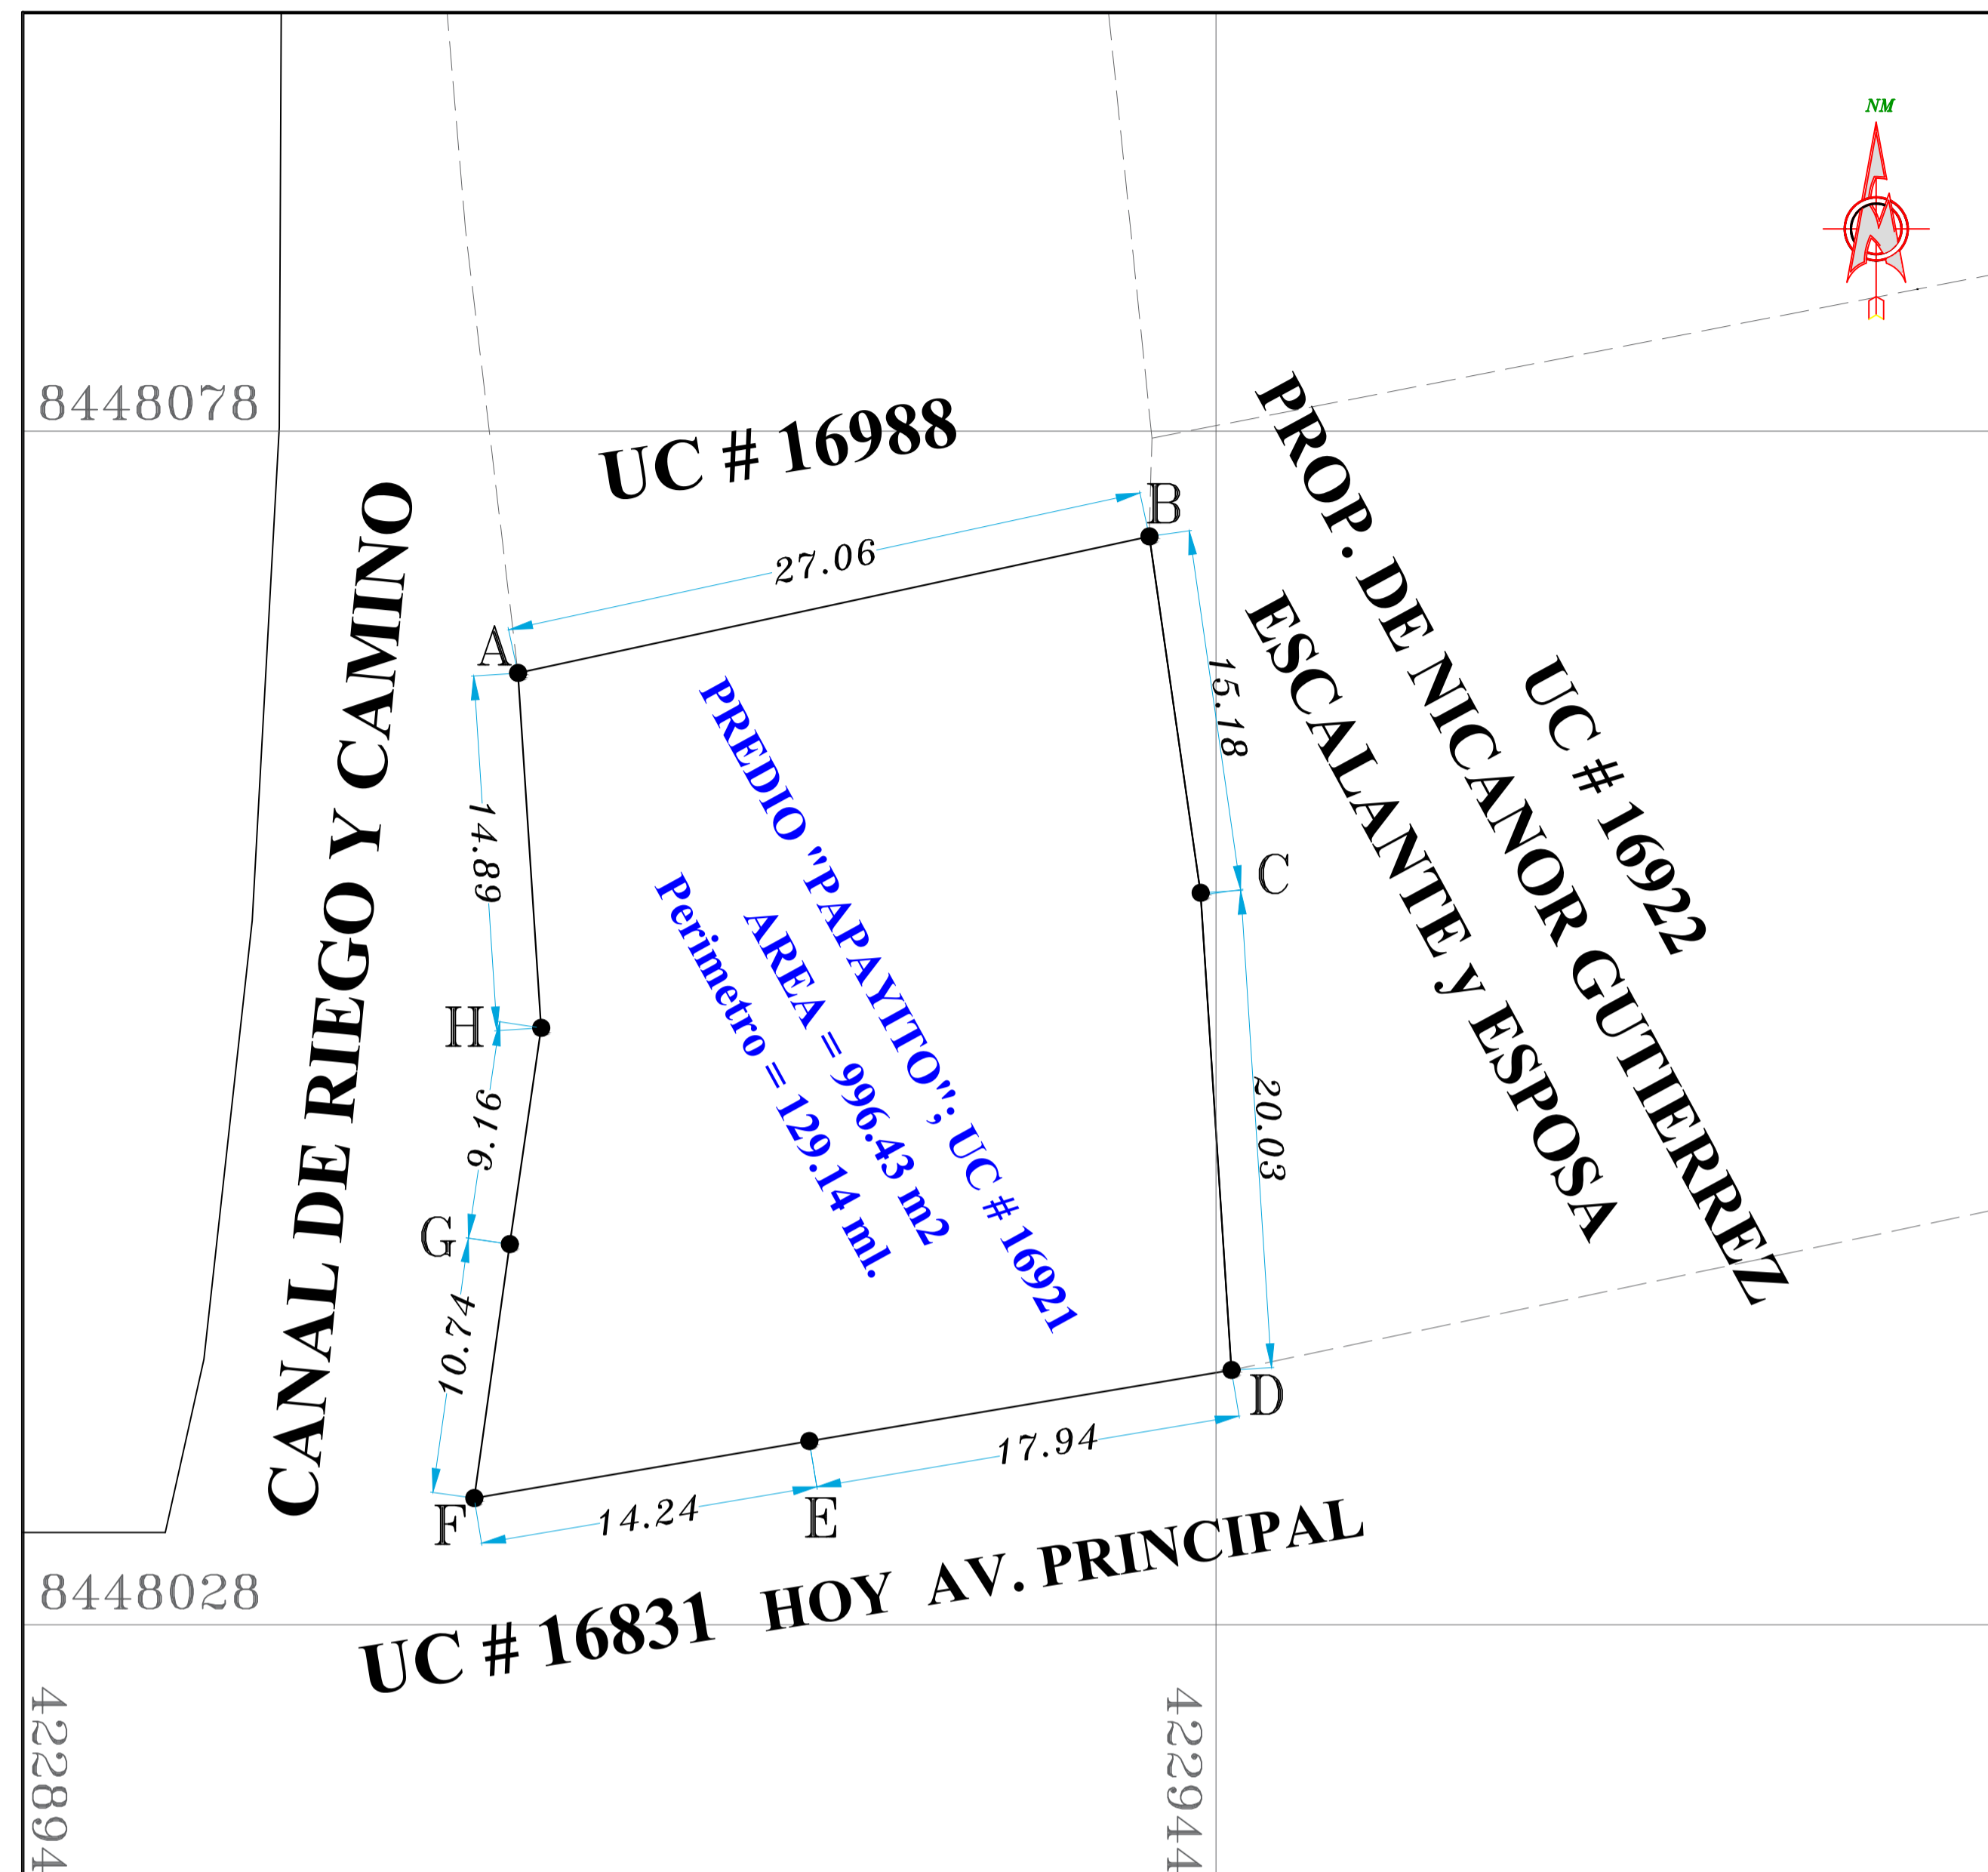 NM
8448078
UC # 16988
B
27.06
A
15.18
PROP. DE NICANOR GUTIERREZ
ESCALANTE y ESPOSA
UC # 16922
CANAL DE RIEGO Y CAMINO
14.89
C
PREDIO "PAPAYITO"; UC # 16921
AREA = 996.43 m2
Perimetro = 129.14 ml.
H
9.16
20.03
G
10.74
D
17.94
F
14.24
E
UC # 16831 HOY AV. PRINCIPAL
8448028
422894
422944